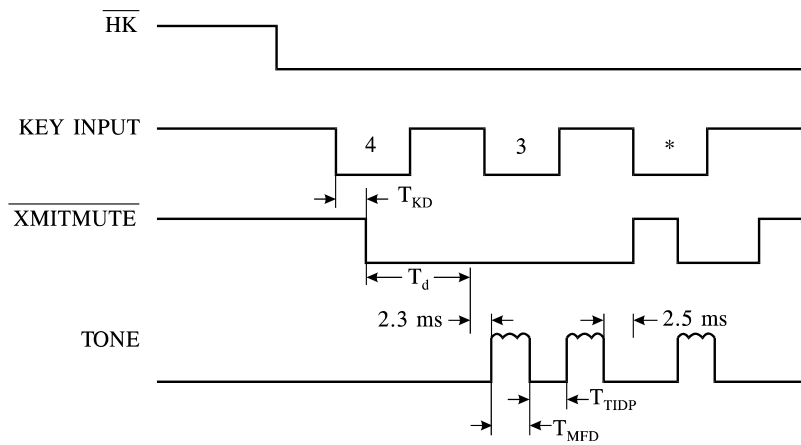 HK
KEY INPUT
4
3
*
T_KD
XMITMUTE
T_d
2.3 ms
2.5 ms
TONE
T_TIDP
T_MFD